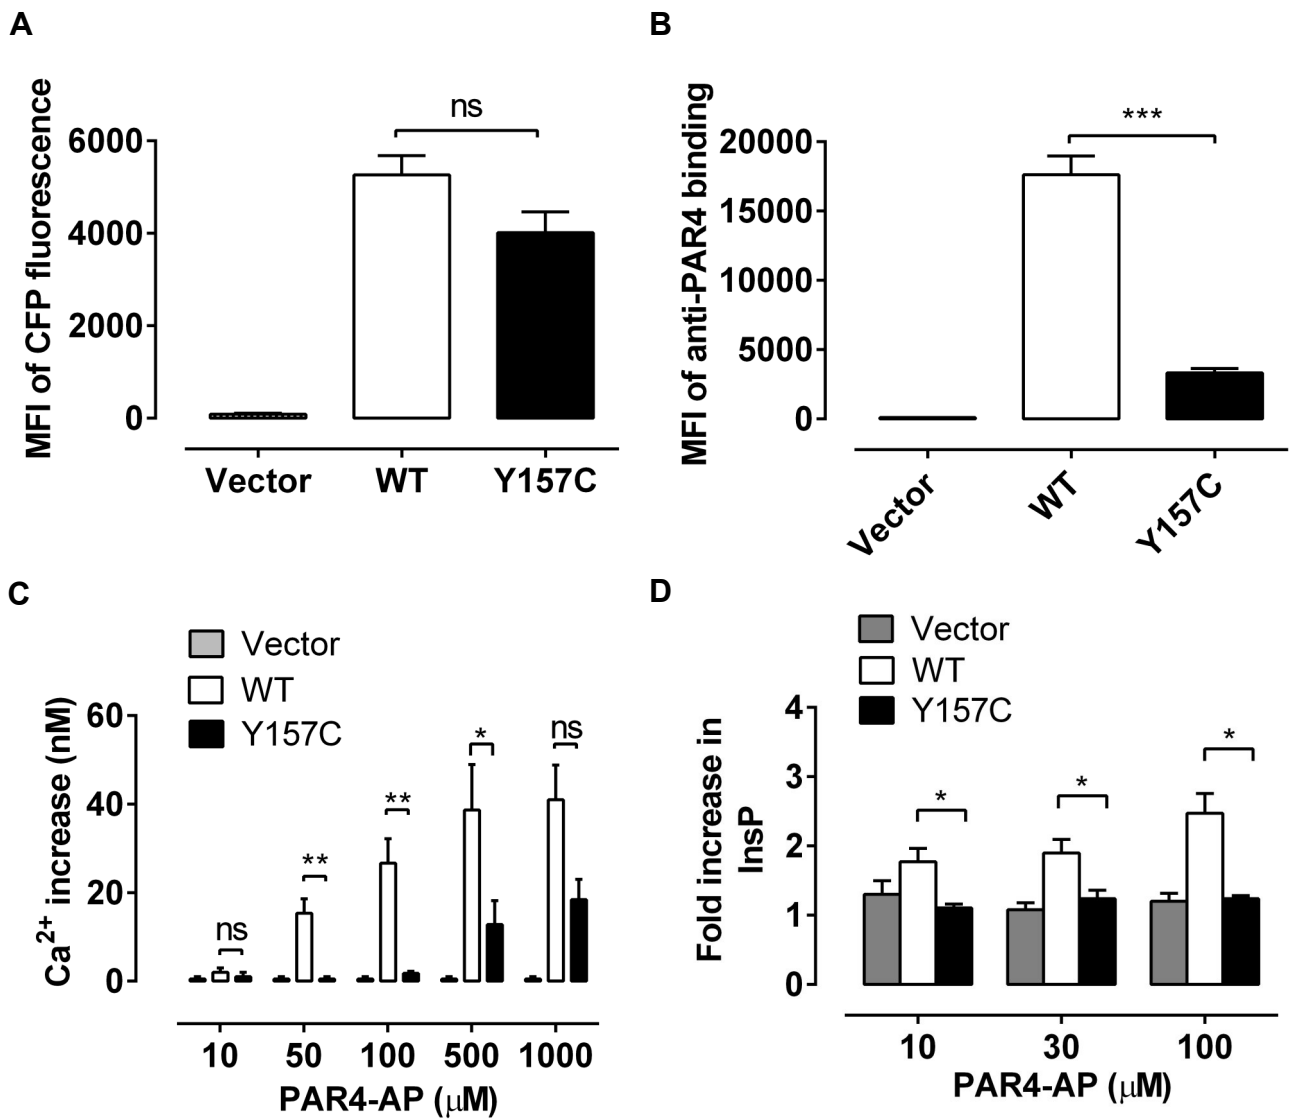 A
MFI of CFP fluorescence
6000
4000
2000
0
ns
Vector WT Y157C
B
MFI of anti-PAR4 binding
20000
15000
10000
5000
0
***
Vector WT Y157C
C
Vector
WT
Y157C
Ca2+ increase (nM)
60
40
20
0
ns ** ** * ns
10 50 100 500 1000
PAR4-AP (μM)
D
Vector
WT
Y157C
Fold increase in
InsP
4
3
2
1
0
* * *
10 30 100
PAR4-AP (μM)